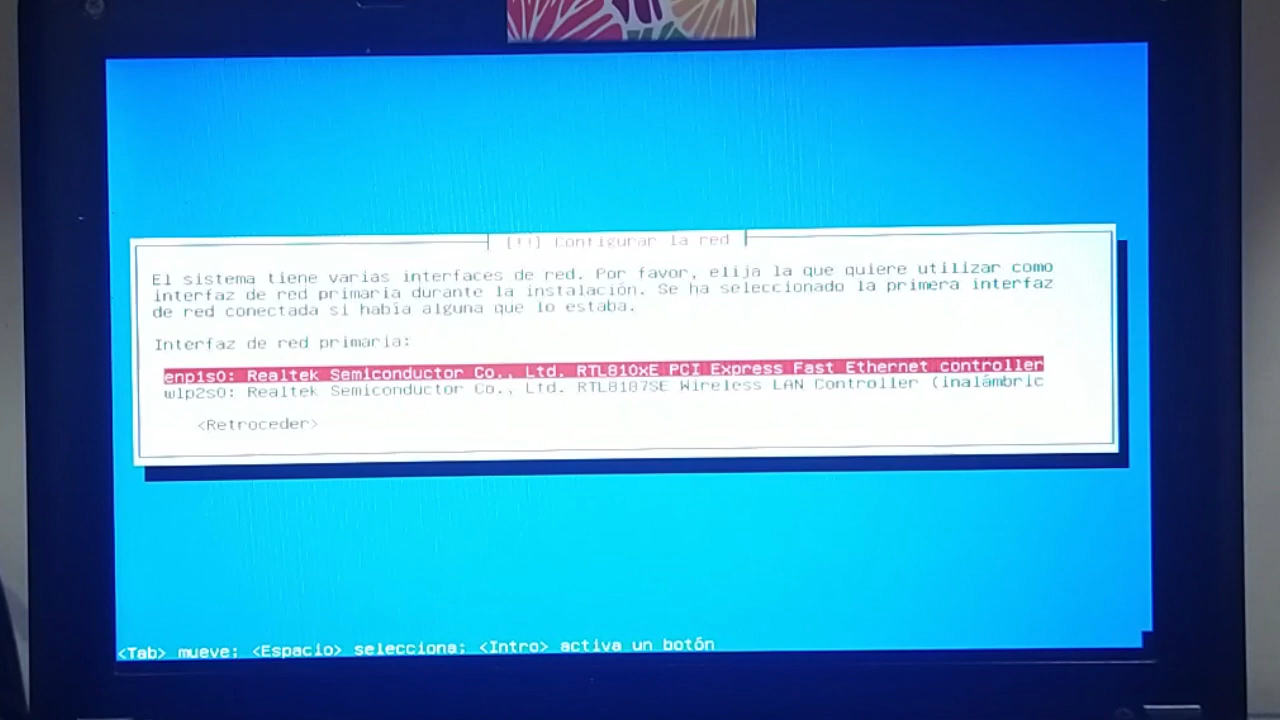 [!!] Configurar la red
El sistema tiene varias interfaces de red. Por favor, elija la que quiere utilizar como
interfaz de red primaria durante la instalación. Se ha seleccionado la primera interfaz
de red conectada si había alguna que lo estaba.
Interfaz de red primaria:
enp1s0: Realtek Semiconductor Co., Ltd. RTL810xE PCI Express Fast Ethernet controller
wlp2s0: Realtek Semiconductor Co., Ltd. RTL8187SE Wireless LAN Controller (inalámbric
<Retroceder>
<Tab> mueve; <Espacio> selecciona; <Intro> activa un botón